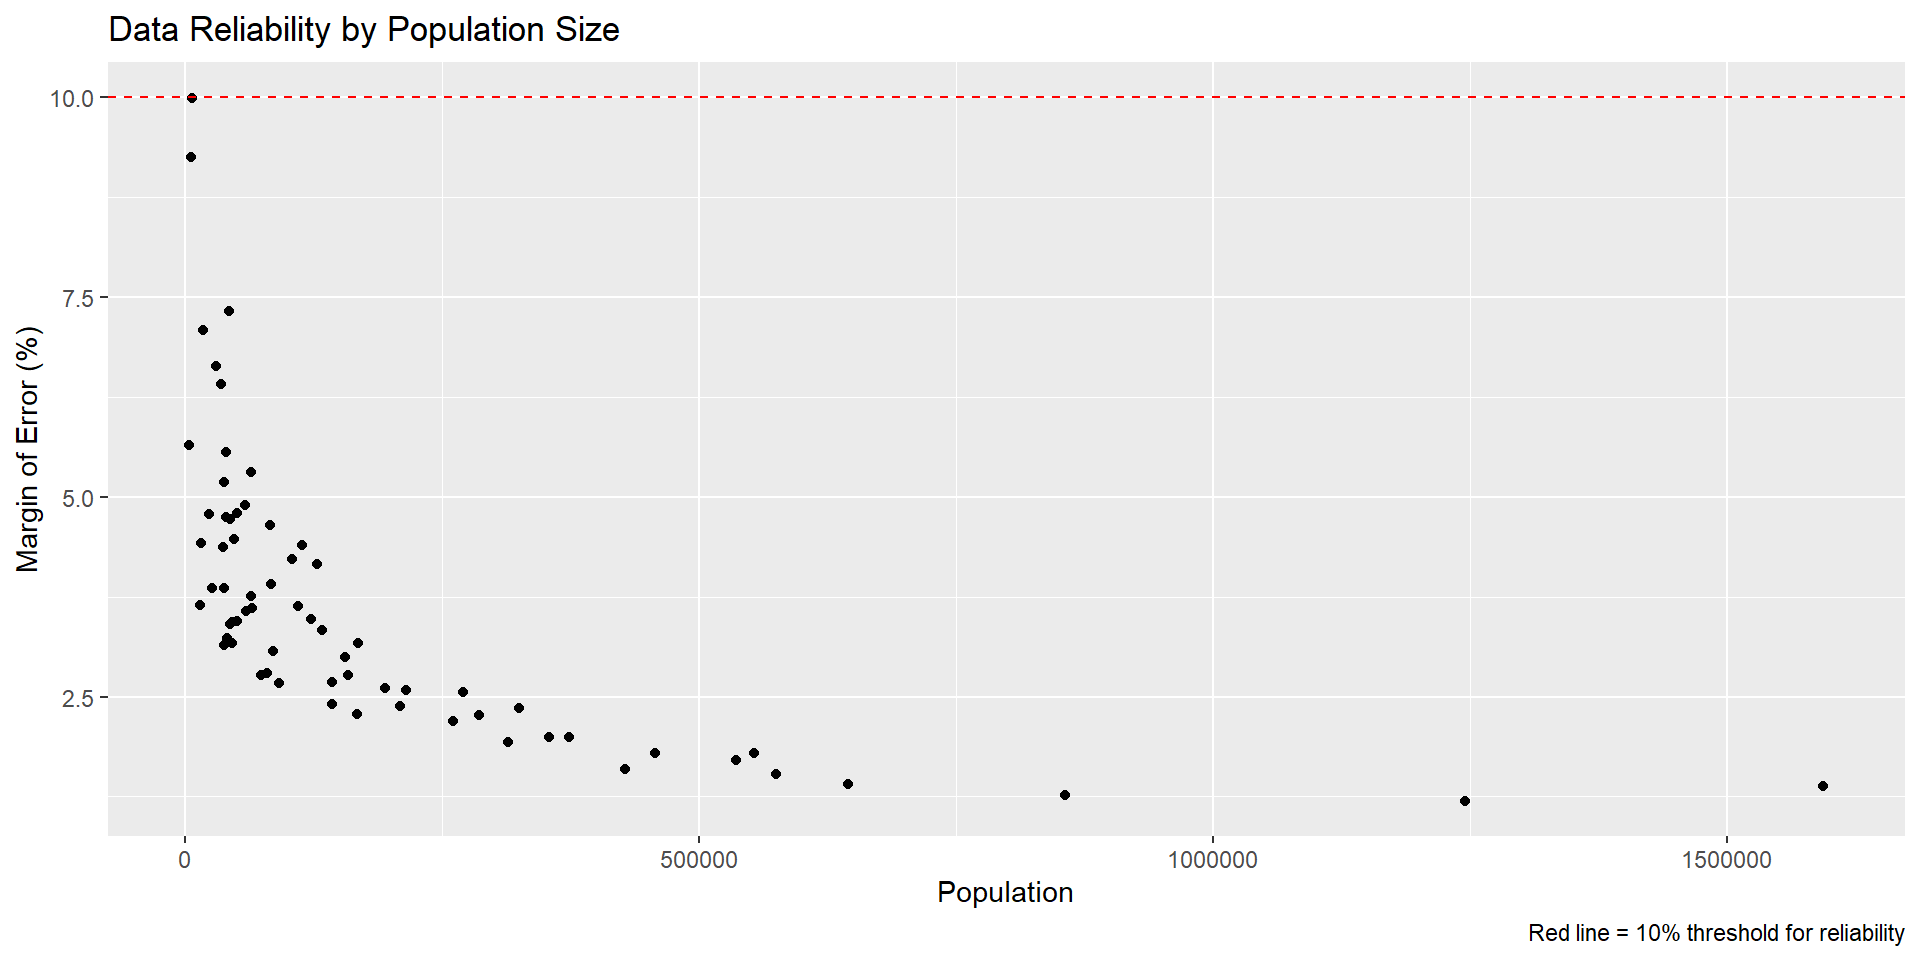 Data Reliability by Population Size
Margin of Error (%)
10.0
7.5
5.0
2.5
0
500000
1000000
1500000
Population
Red line = 10% threshold for reliability